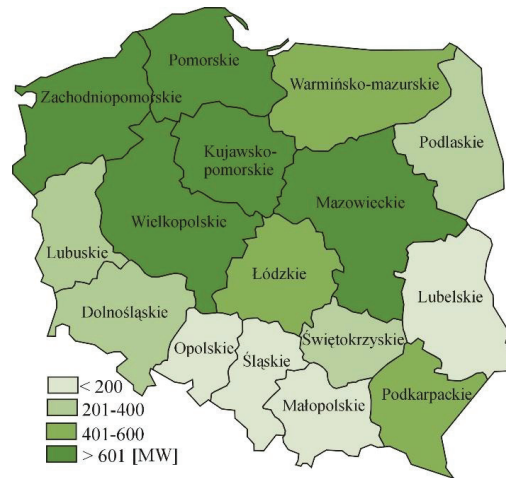 Pomorskie
Warmińsko-mazurskie
Zachodniopomorskie
Podlaskie
Kujawsko-
pomorskie
Mazowieckie
Wielkopolskie
Lubuskie
Łódzkie
Lubelskie
Dolnośląskie
Świętokrzyskie
Opolskie
Śląskie
Podkarpackie
Małopolskie
< 200
201-400
401-600
> 601 [MW]